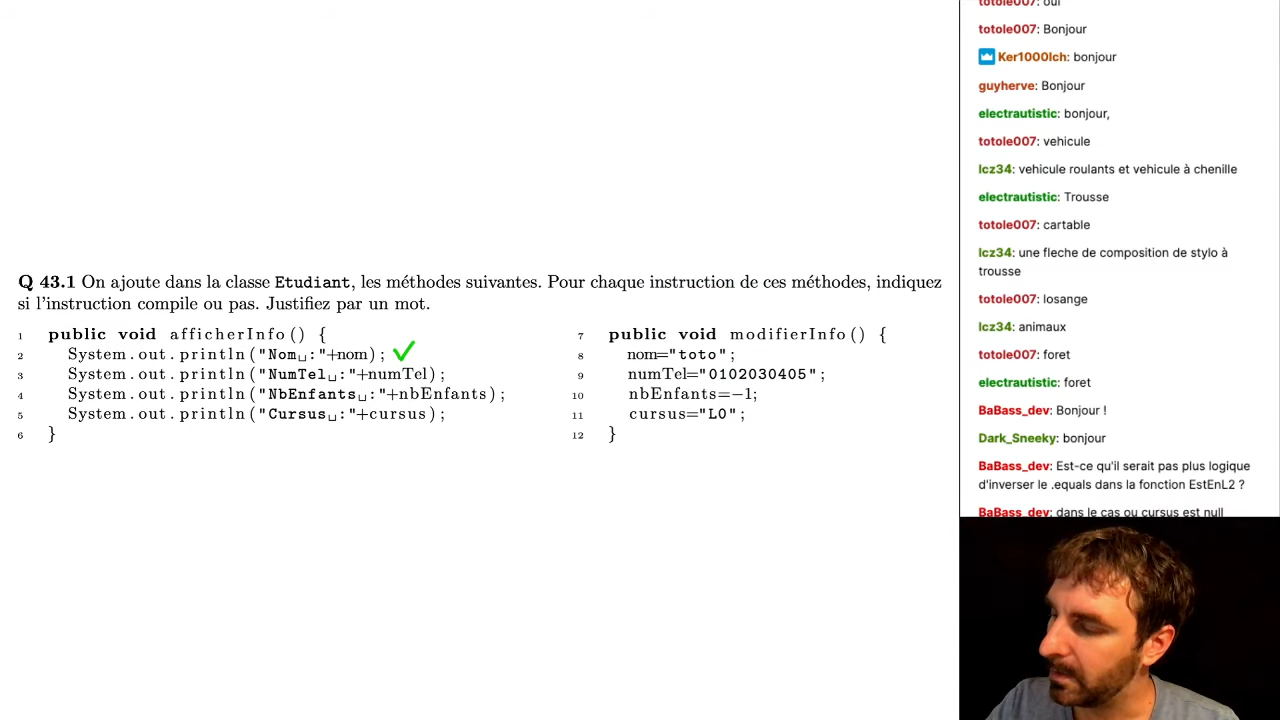 Q 43.1 On ajoute dans la classe Etudiant, les méthodes suivantes. Pour chaque instruction de ces méthodes, indiquez
si l'instruction compile ou pas. Justifiez par un mot.
1 public void afficherInfo() {
2 System.out.println("Nom␣:"+nom);
3 System.out.println("NumTel␣:"+numTel);
4 System.out.println("NbEnfants␣:"+nbEnfants);
5 System.out.println("Cursus␣:"+cursus);
6 }
7 public void modifierInfo() {
8 nom="toto";
9 numTel="0102030405";
10 nbEnfants=-1;
11 cursus="L0";
12 }
totole007: oui
totole007: Bonjour
Ker1000lch: bonjour
guyherve: Bonjour
electrautistic: bonjour,
totole007: vehicule
lcz34: vehicule roulants et vehicule à chenille
electrautistic: Trousse
totole007: cartable
lcz34: une fleche de composition de stylo à
trousse
totole007: losange
lcz34: animaux
totole007: foret
electrautistic: foret
BaBass_dev: Bonjour !
Dark_Sneeky: bonjour
BaBass_dev: Est-ce qu'il serait pas plus logique
d'inverser le .equals dans la fonction EstEnL2 ?
BaBass_dev: dans le cas ou cursus est null